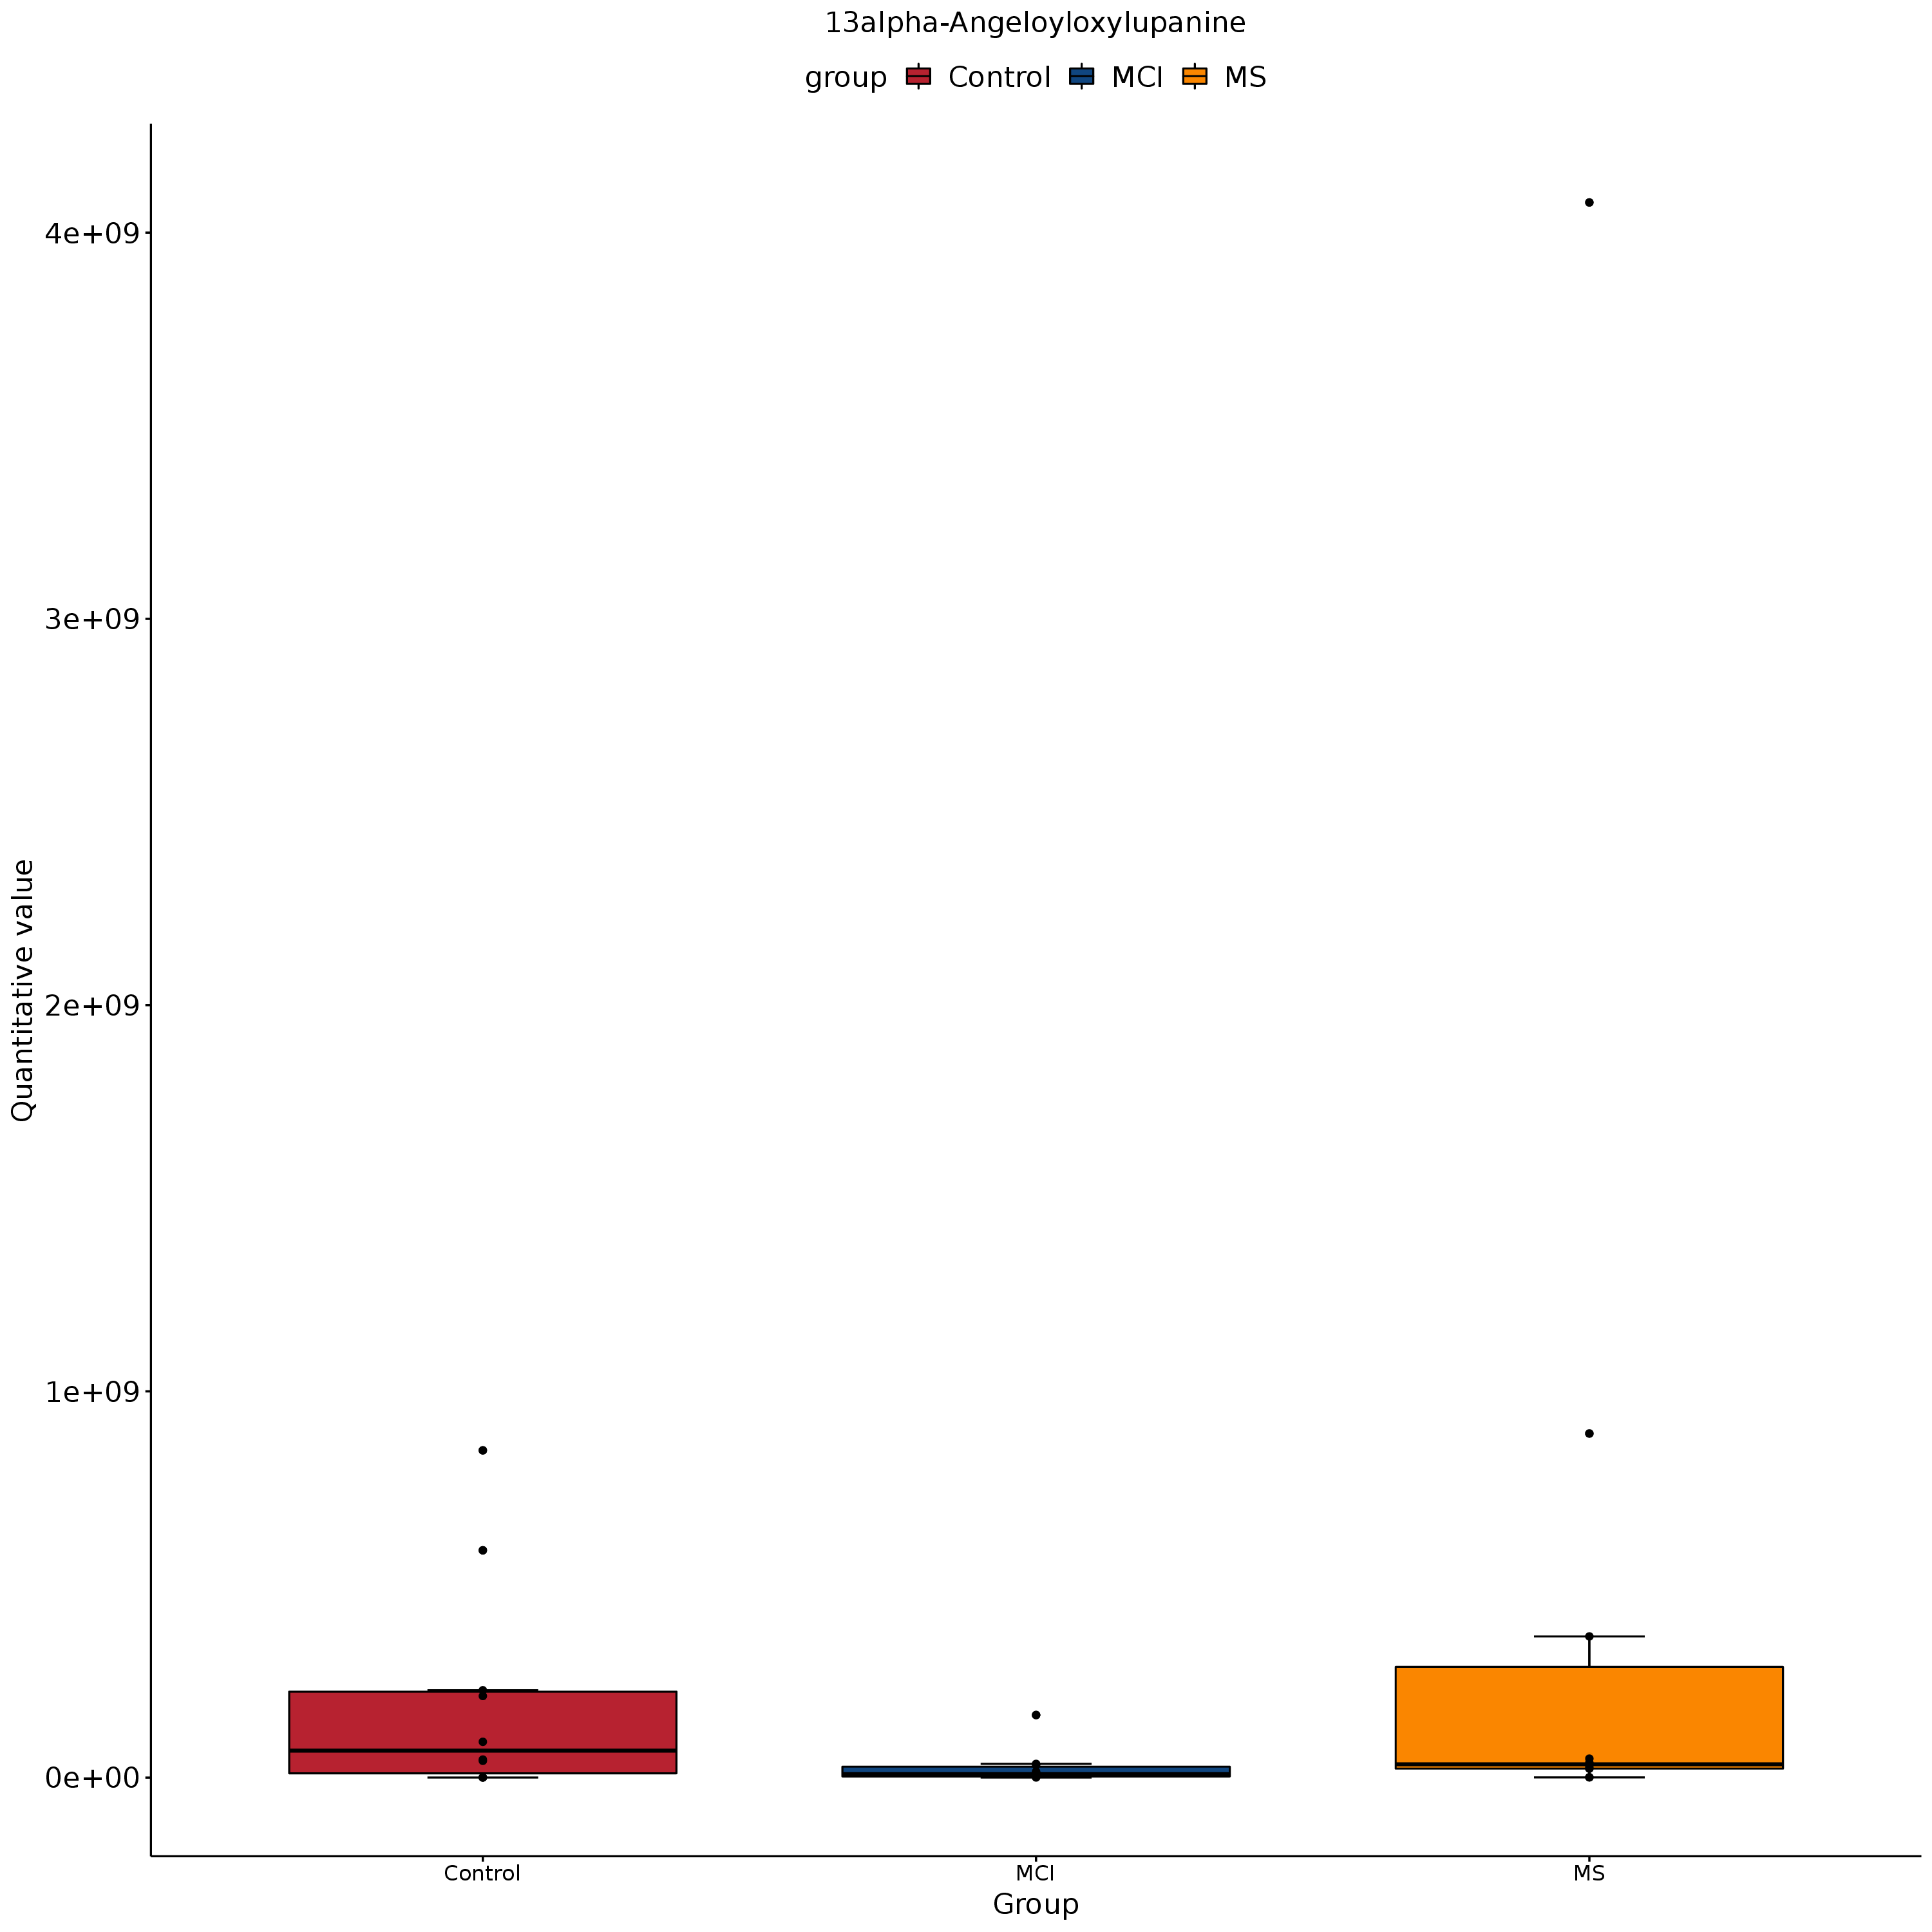 13alpha-Angeloyloxylupanine
group Control MCI MS
Quantitative value
4e+09
3e+09
2e+09
1e+09
0e+00
Control MCI MS
Group